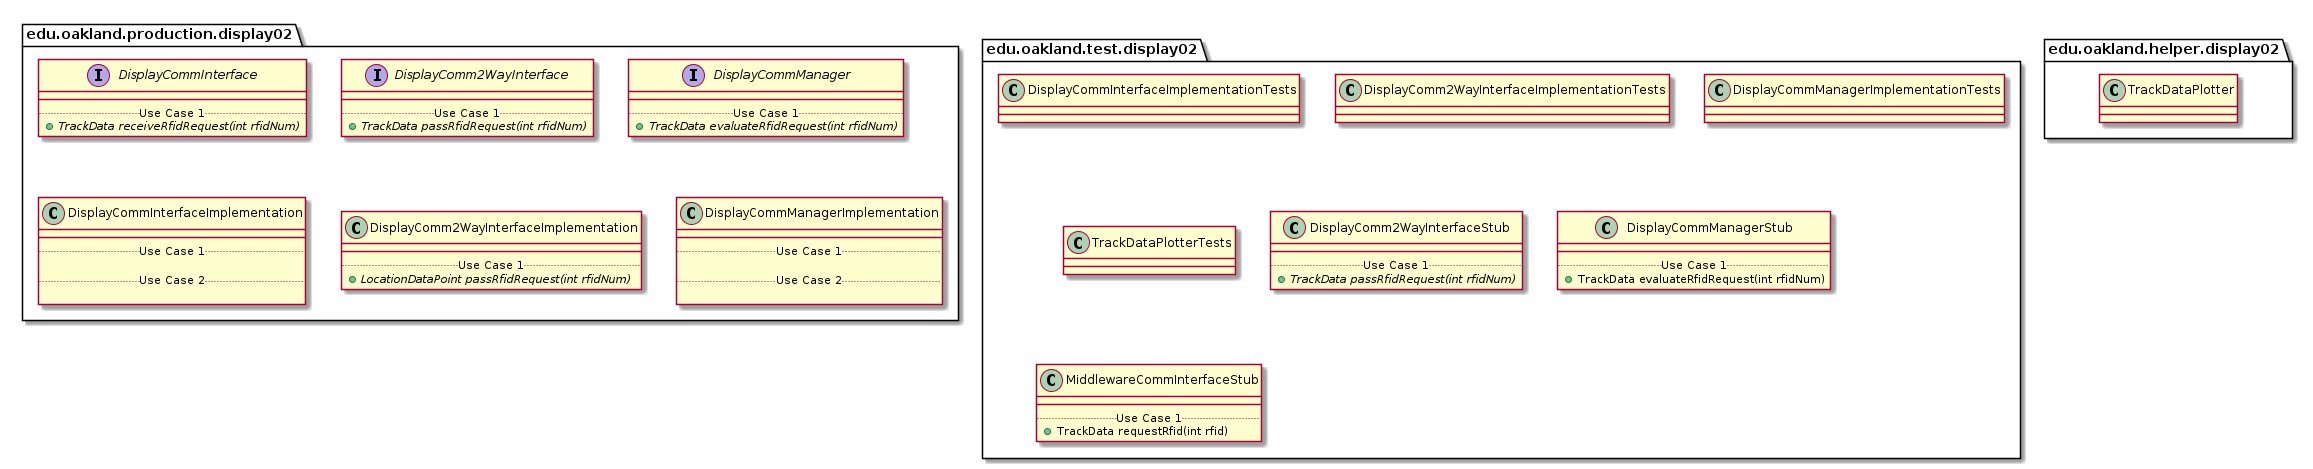 edu.oakland.production.display02
I DisplayCommInterface
Use Case 1
TrackData receiveRfidRequest(int rfidNum)
I DisplayComm2WayInterface
Use Case 1
TrackData passRfidRequest(int rfidNum)
I DisplayCommManager
Use Case 1
TrackData evaluateRfidRequest(int rfidNum)
C DisplayCommInterfaceImplementation
Use Case 1
Use Case 2
C DisplayComm2WayInterfaceImplementation
Use Case 1
LocationDataPoint passRfidRequest(int rfidNum)
C DisplayCommManagerImplementation
Use Case 1
Use Case 2
edu.oakland.test.display02
C DisplayCommInterfaceImplementationTests
C DisplayComm2WayInterfaceImplementationTests
C DisplayCommManagerImplementationTests
C TrackDataPlotterTests
C DisplayComm2WayInterfaceStub
Use Case 1
TrackData passRfidRequest(int rfidNum)
C DisplayCommManagerStub
Use Case 1
TrackData evaluateRfidRequest(int rfidNum)
C MiddlewareCommInterfaceStub
Use Case 1
TrackData requestRfid(int rfid)
edu.oakland.helper.display02
C TrackDataPlotter